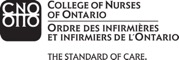 CNO
OIIO
COLLEGE OF NURSES
OF ONTARIO
ORDRE DES INFIRMIÈRES
ET INFIRMIERS DE L'ONTARIO
THE STANDARD OF CARE.